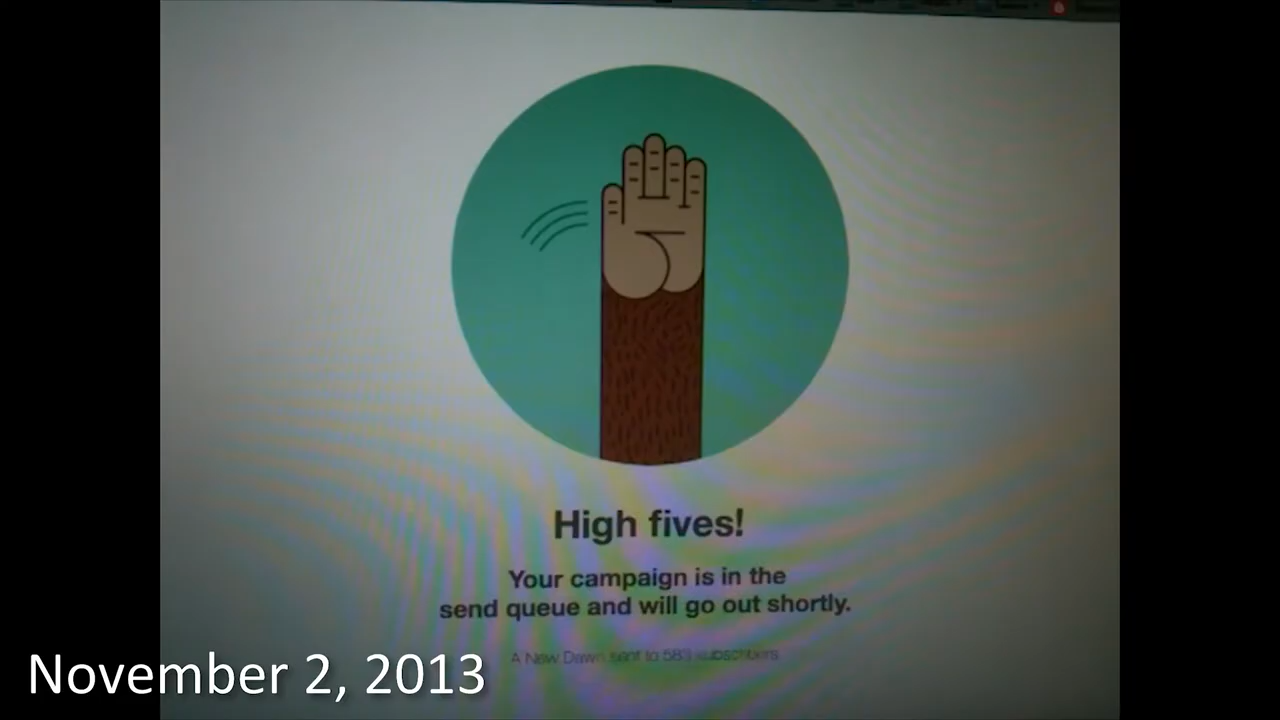 High fives!
Your campaign is in the
send queue and will go out shortly.
A New Dawn sent to subscribers
November 2, 2013